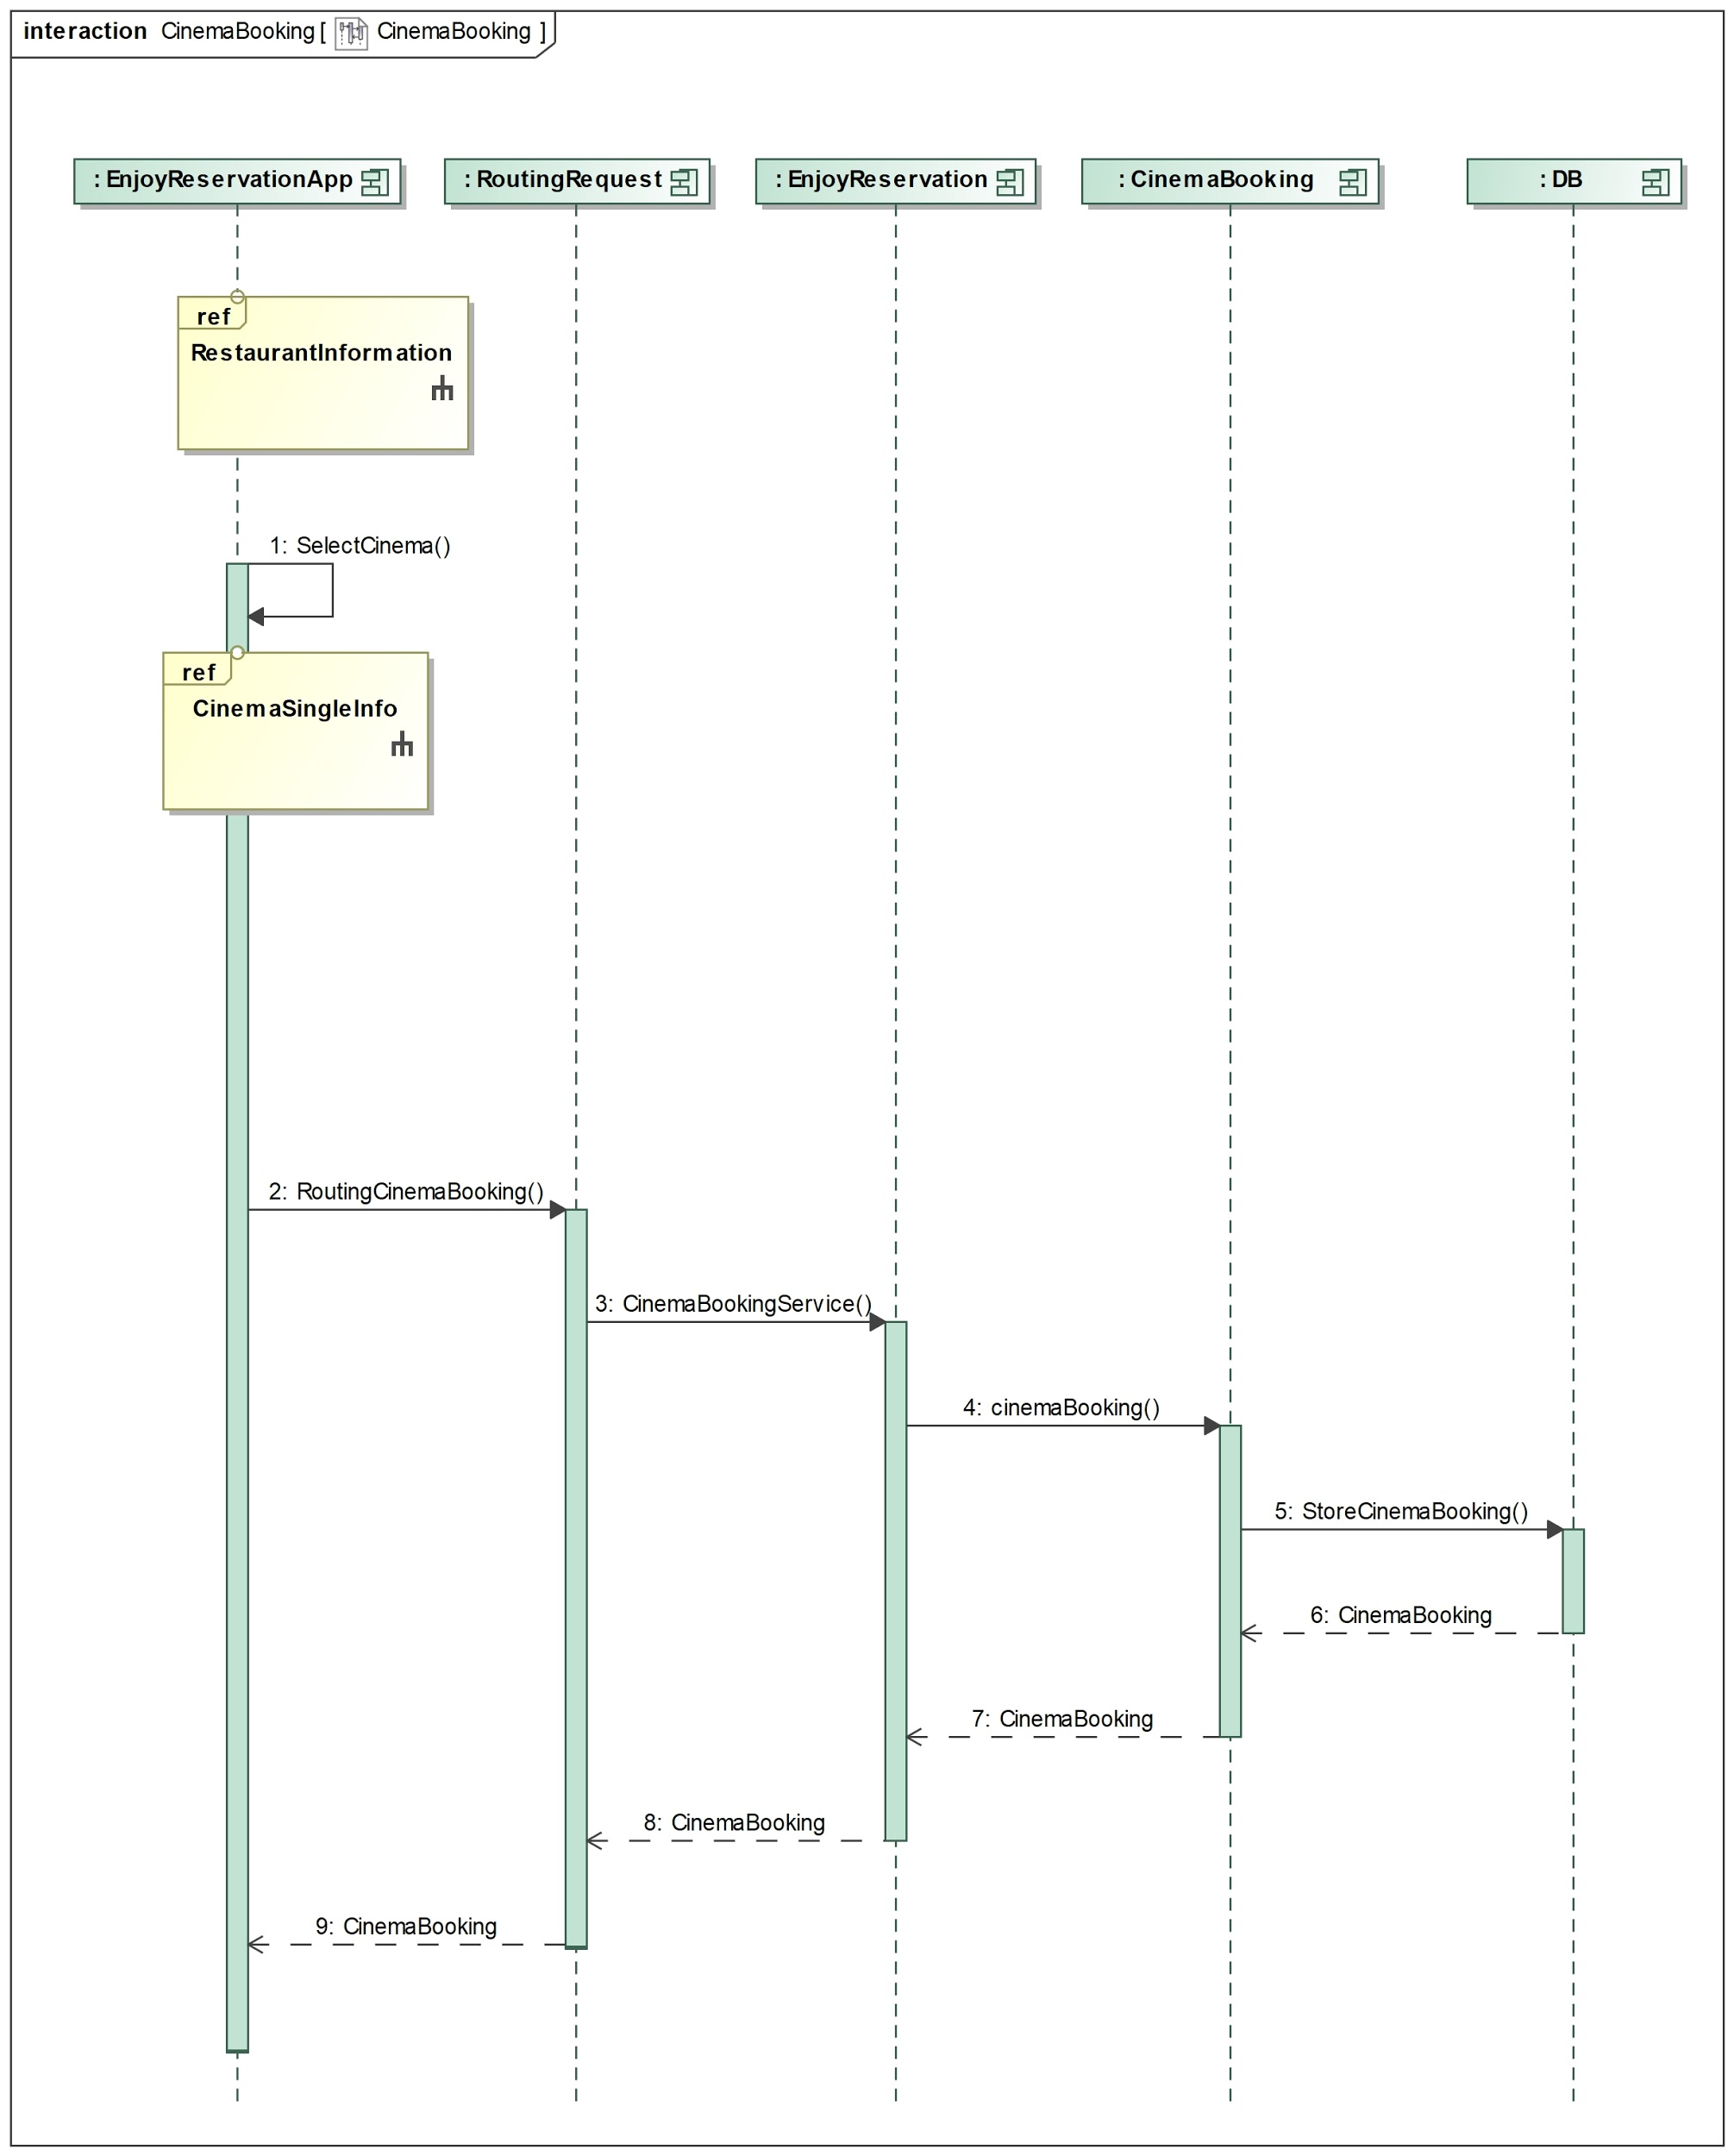 interaction CinemaBooking [ CinemaBooking ]
: EnjoyReservationApp
: RoutingRequest
: EnjoyReservation
: CinemaBooking
: DB
ref
RestaurantInformation
1: SelectCinema()
ref
CinemaSingleInfo
2: RoutingCinemaBooking()
3: CinemaBookingService()
4: cinemaBooking()
5: StoreCinemaBooking()
6: CinemaBooking
7: CinemaBooking
8: CinemaBooking
9: CinemaBooking